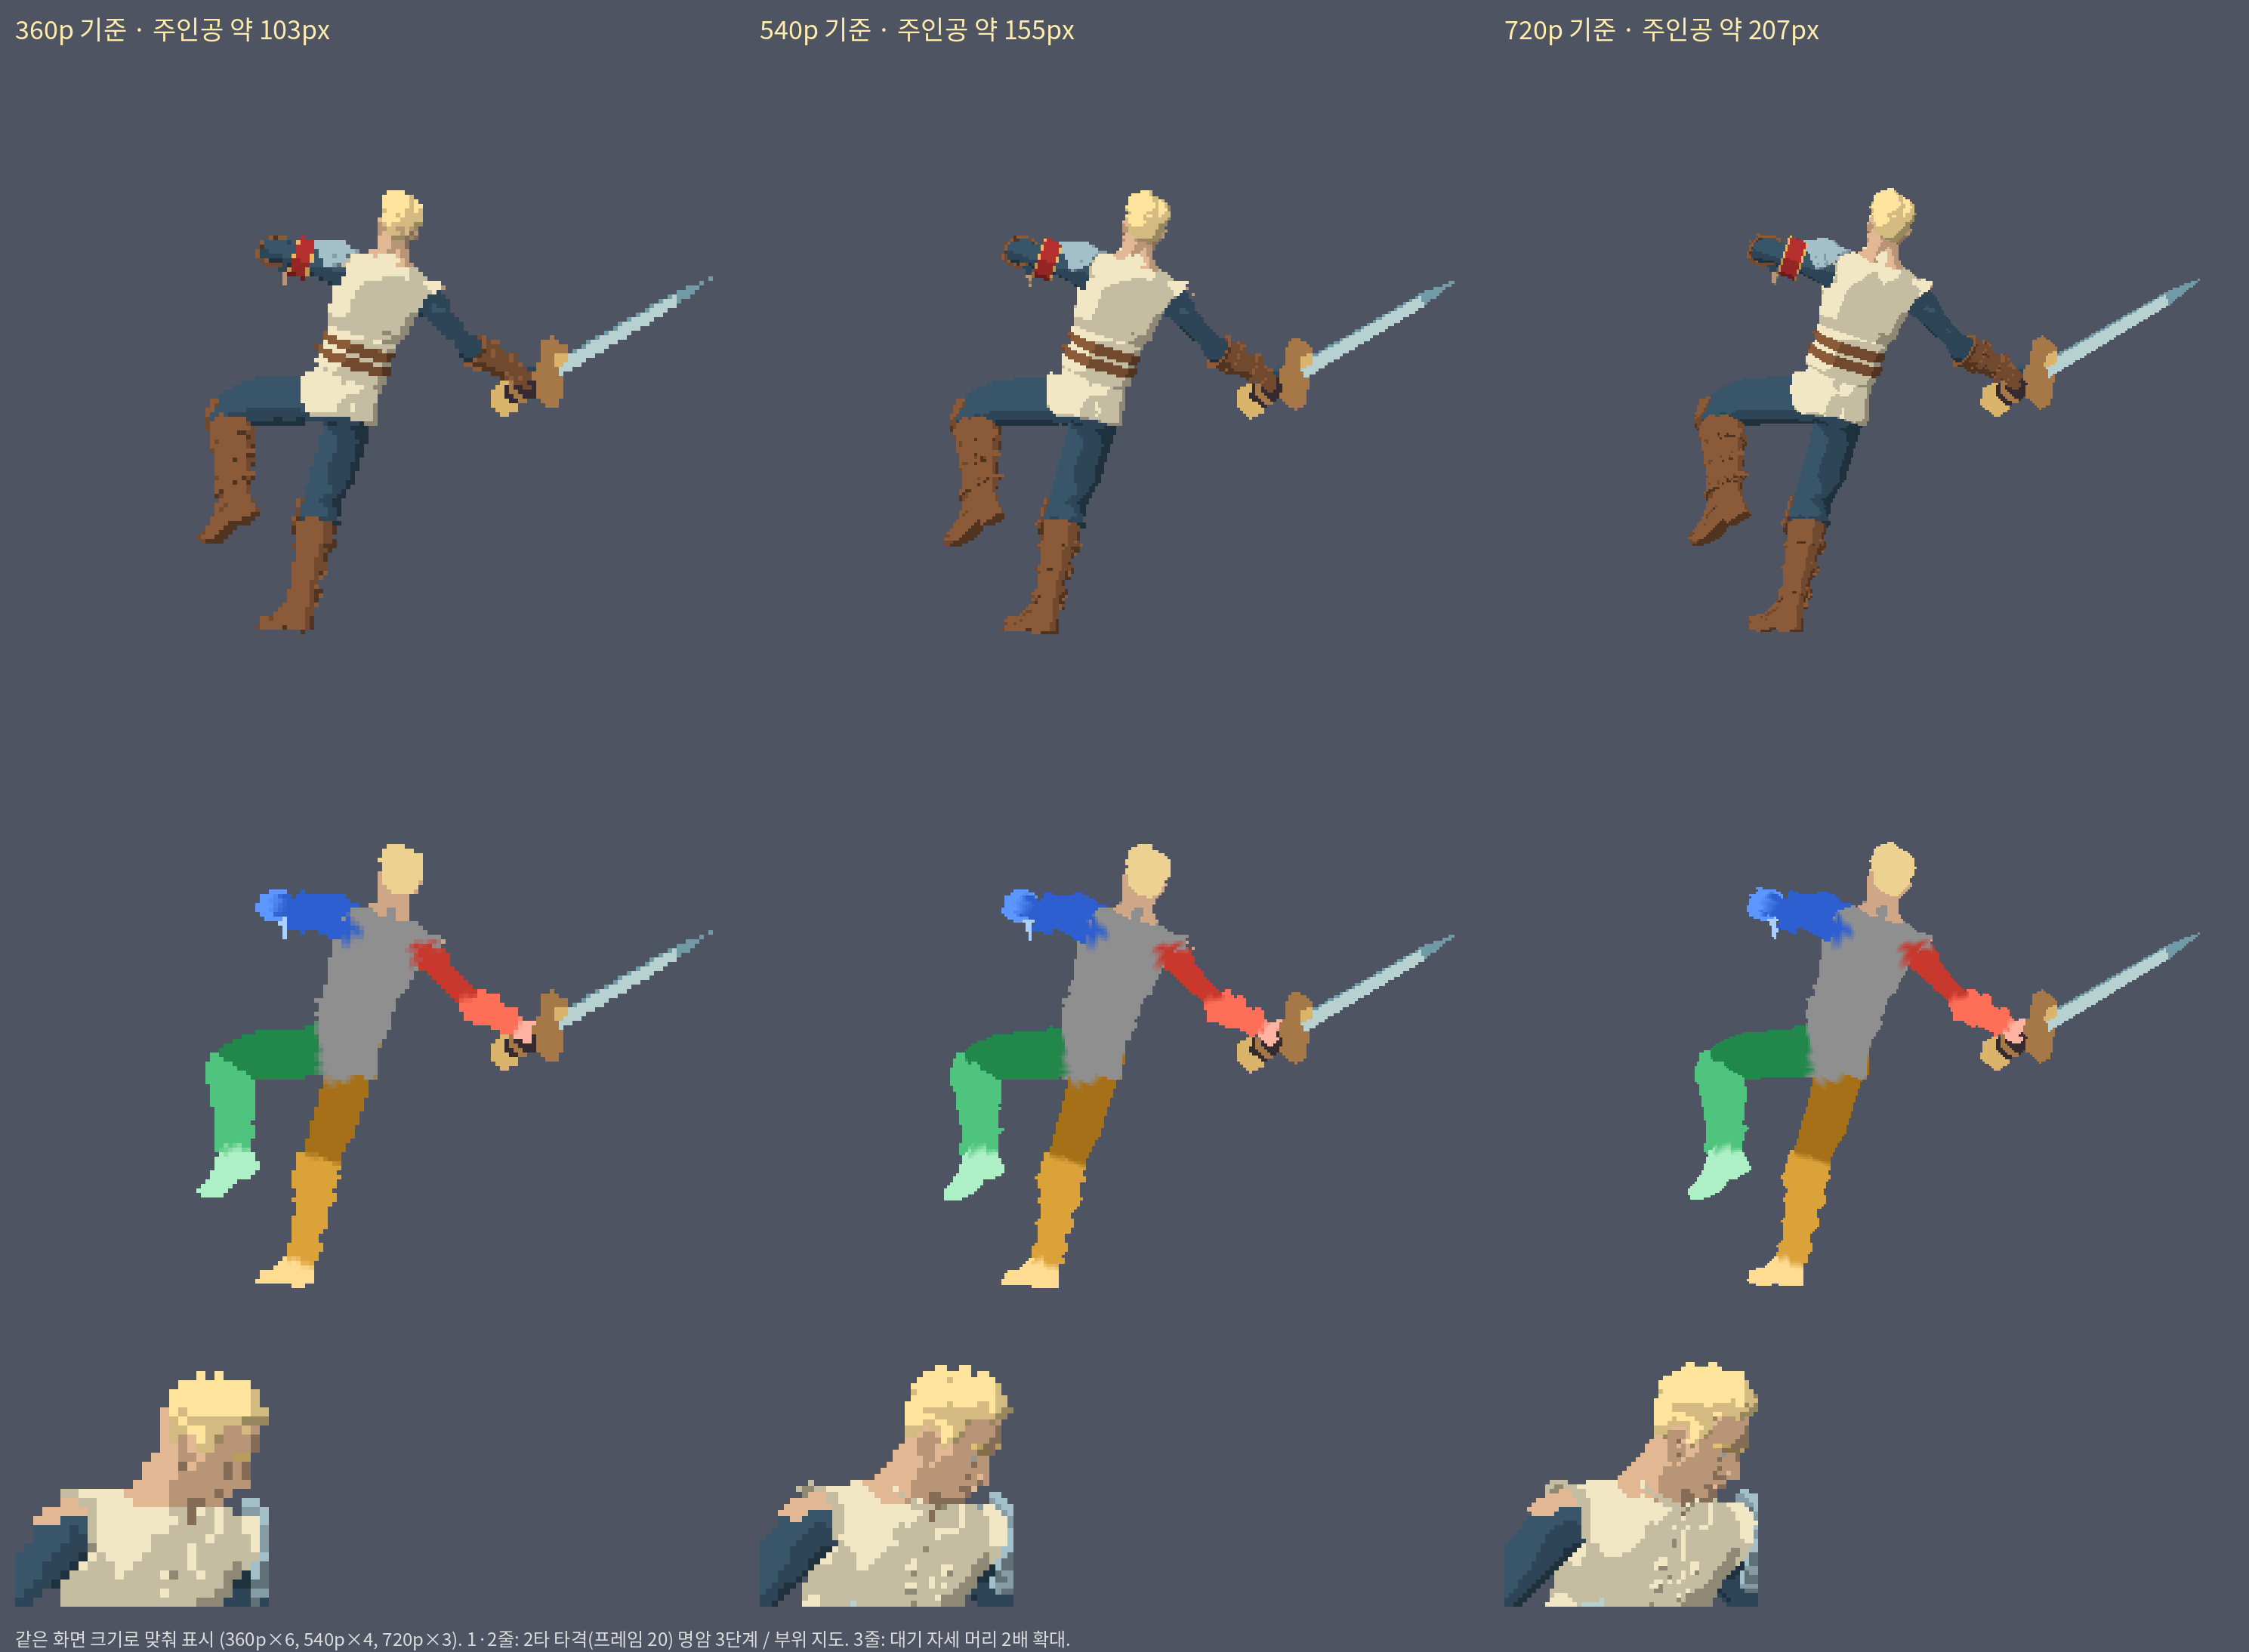 360p 기준 · 주인공 약 103px
540p 기준 · 주인공 약 155px
720p 기준 · 주인공 약 207px
같은 화면 크기로 맞춰 표시 (360p×6, 540p×4, 720p×3). 1·2줄: 2타 타격(프레임 20) 명암 3단계 / 부위 지도. 3줄: 대기 자세 머리 2배 확대.